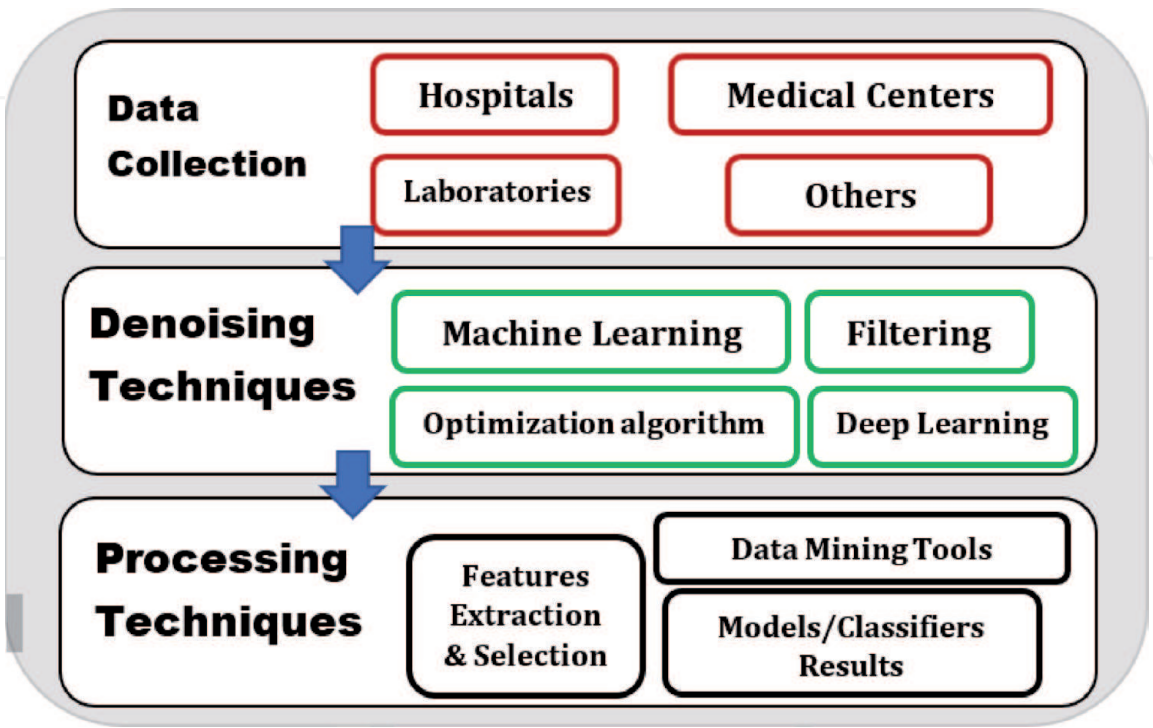 Data
Collection
Hospitals
Medical Centers
Laboratories
Others
Denoising
Techniques
Machine Learning
Filtering
Optimization algorithm
Deep Learning
Processing
Techniques
Features
Extraction
& Selection
Data Mining Tools
Models/Classifiers
Results